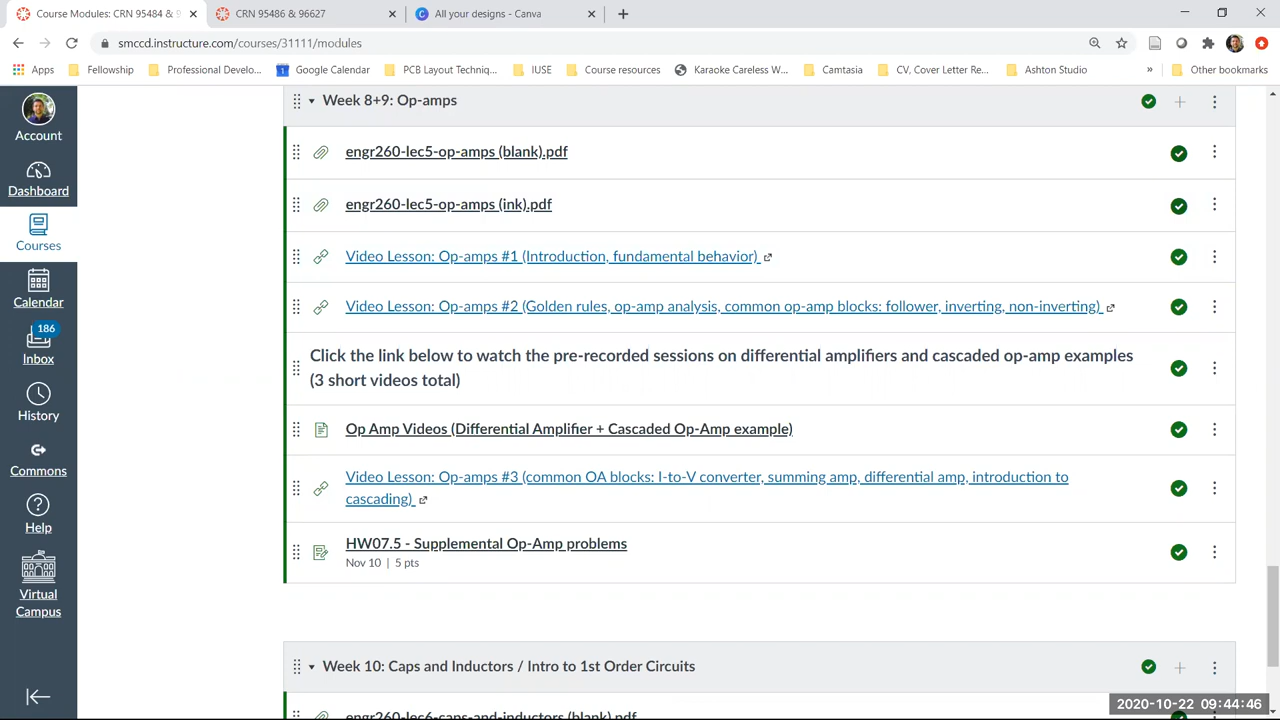 Course Modules: CRN 95484 & 9
CRN 95486 & 96627
All your designs - Canva
smccd.instructure.com/courses/31111/modules
Apps
Fellowship
Professional Develo...
Google Calendar
PCB Layout Techniq...
IUSE
Course resources
Karaoke Careless W...
Camtasia
CV, Cover Letter Re...
Ashton Studio
»
Other bookmarks
Account
Dashboard
Courses
Calendar
186
Inbox
History
Commons
Help
Virtual
Campus
Week 8+9: Op-amps
engr260-lec5-op-amps (blank).pdf
engr260-lec5-op-amps (ink).pdf
Video Lesson: Op-amps #1 (Introduction, fundamental behavior)
Video Lesson: Op-amps #2 (Golden rules, op-amp analysis, common op-amp blocks: follower, inverting, non-inverting)
Click the link below to watch the pre-recorded sessions on differential amplifiers and cascaded op-amp examples
(3 short videos total)
Op Amp Videos (Differential Amplifier + Cascaded Op-Amp example)
Video Lesson: Op-amps #3 (common OA blocks: I-to-V converter, summing amp, differential amp, introduction to
cascading)
HW07.5 - Supplemental Op-Amp problems
Nov 10 | 5 pts
Week 10: Caps and Inductors / Intro to 1st Order Circuits
engr260-lec6-caps-and-inductors (blank).pdf
2020-10-22 09:44:46